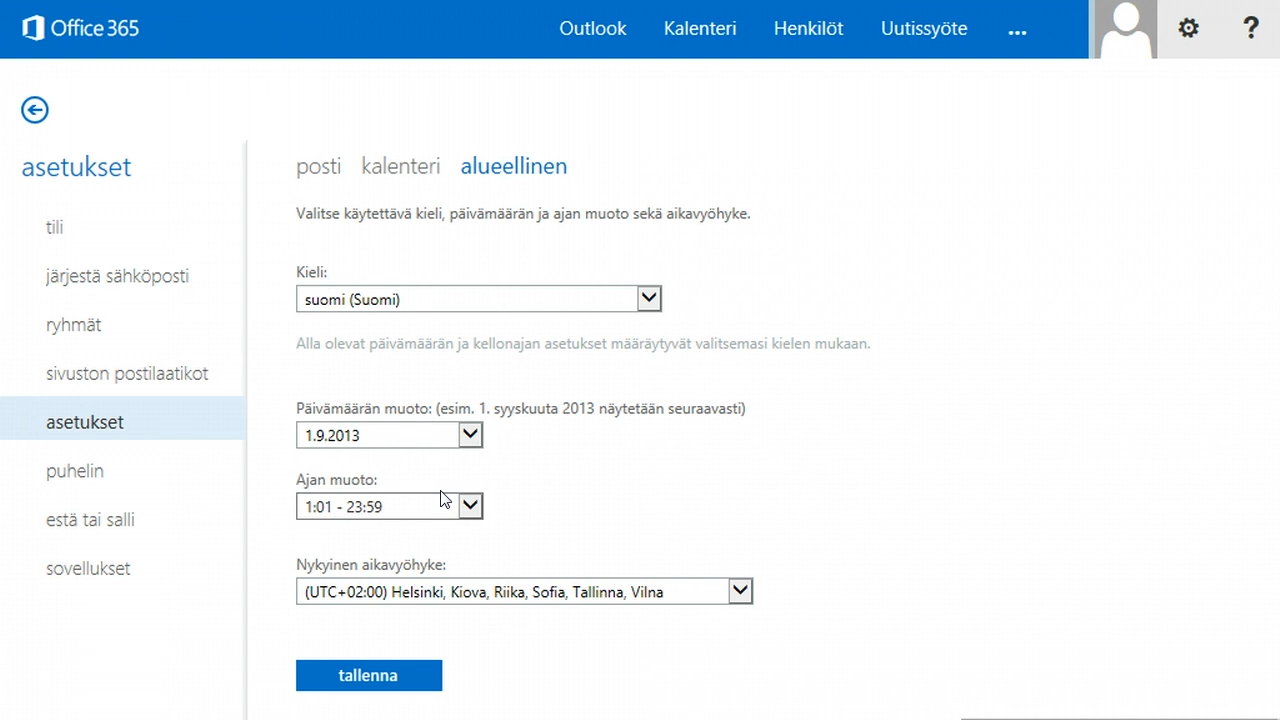 Office 365
Outlook Kalenteri Henkilöt Uutissyöte ... ?
asetukset
tili
järjestä sähköposti
ryhmät
sivuston postilaatikot
asetukset
puhelin
estä tai salli
sovellukset
posti kalenteri alueellinen
Valitse käytettävä kieli, päivämäärän ja ajan muoto sekä aikavyöhyke.
Kieli:
suomi (Suomi)
Alla olevat päivämäärän ja kellonajan asetukset määräytyvät valitsemasi kielen mukaan.
Päivämäärän muoto: (esim. 1. syyskuuta 2013 näytetään seuraavasti)
1.9.2013
Ajan muoto:
1:01 - 23:59
Nykyinen aikavyöhyke:
(UTC+02:00) Helsinki, Kiova, Riika, Sofia, Tallinna, Vilna
tallenna